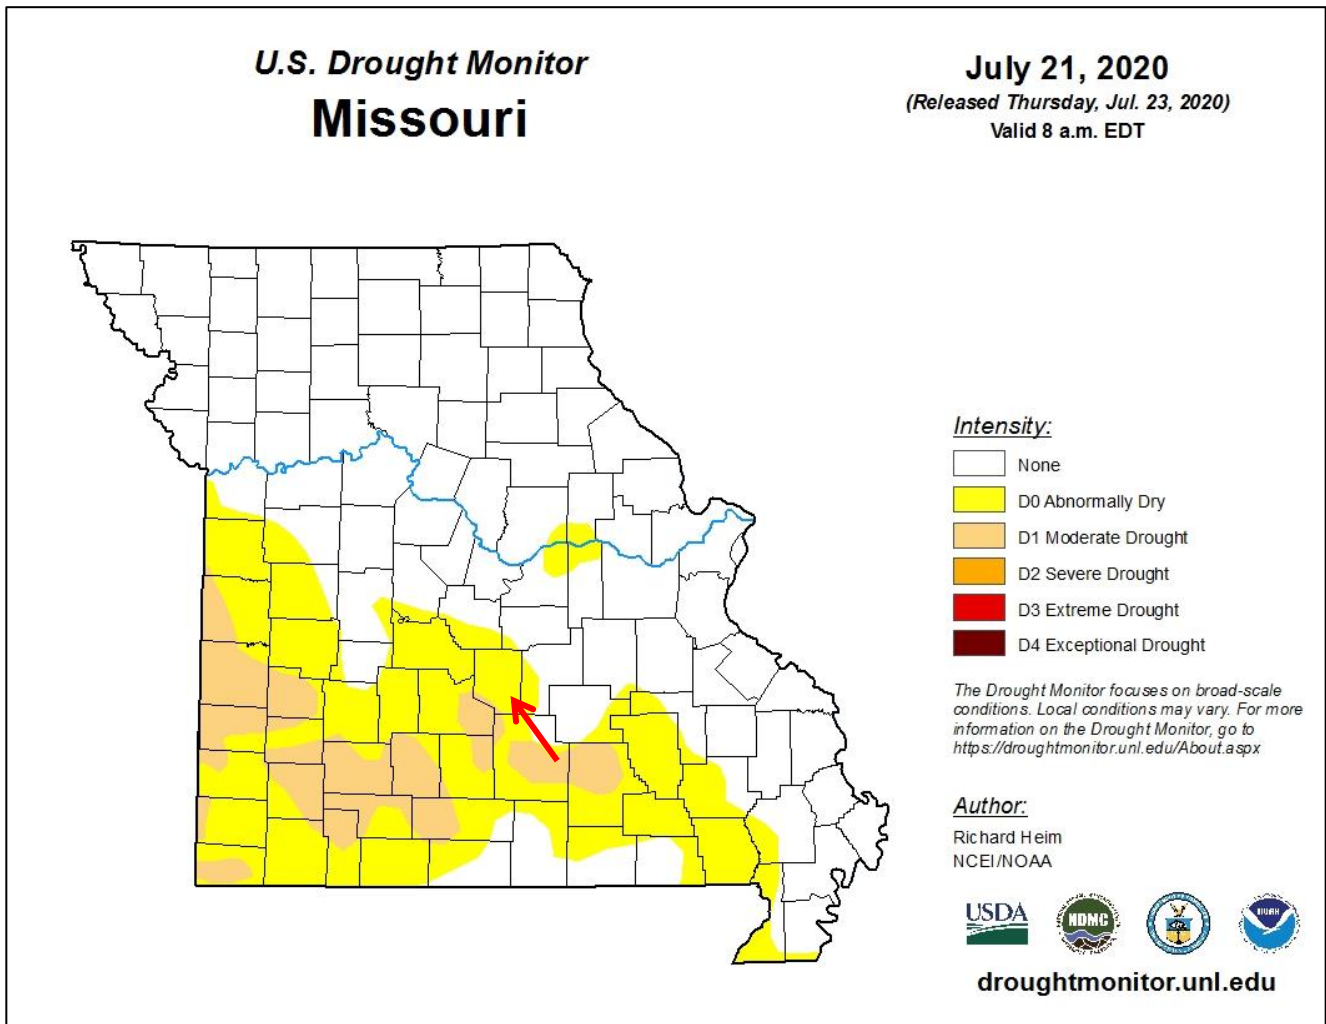 U.S. Drought Monitor
Missouri
July 21, 2020
(Released Thursday, Jul. 23, 2020)
Valid 8 a.m. EDT
Intensity:
None
D0 Abnormally Dry
D1 Moderate Drought
D2 Severe Drought
D3 Extreme Drought
D4 Exceptional Drought
The Drought Monitor focuses on broad-scale
conditions. Local conditions may vary. For more
information on the Drought Monitor, go to
https://droughtmonitor.unl.edu/About.aspx
Author:
Richard Heim
NCEI/NOAA
USDA
NDMC
NOAA
droughtmonitor.unl.edu